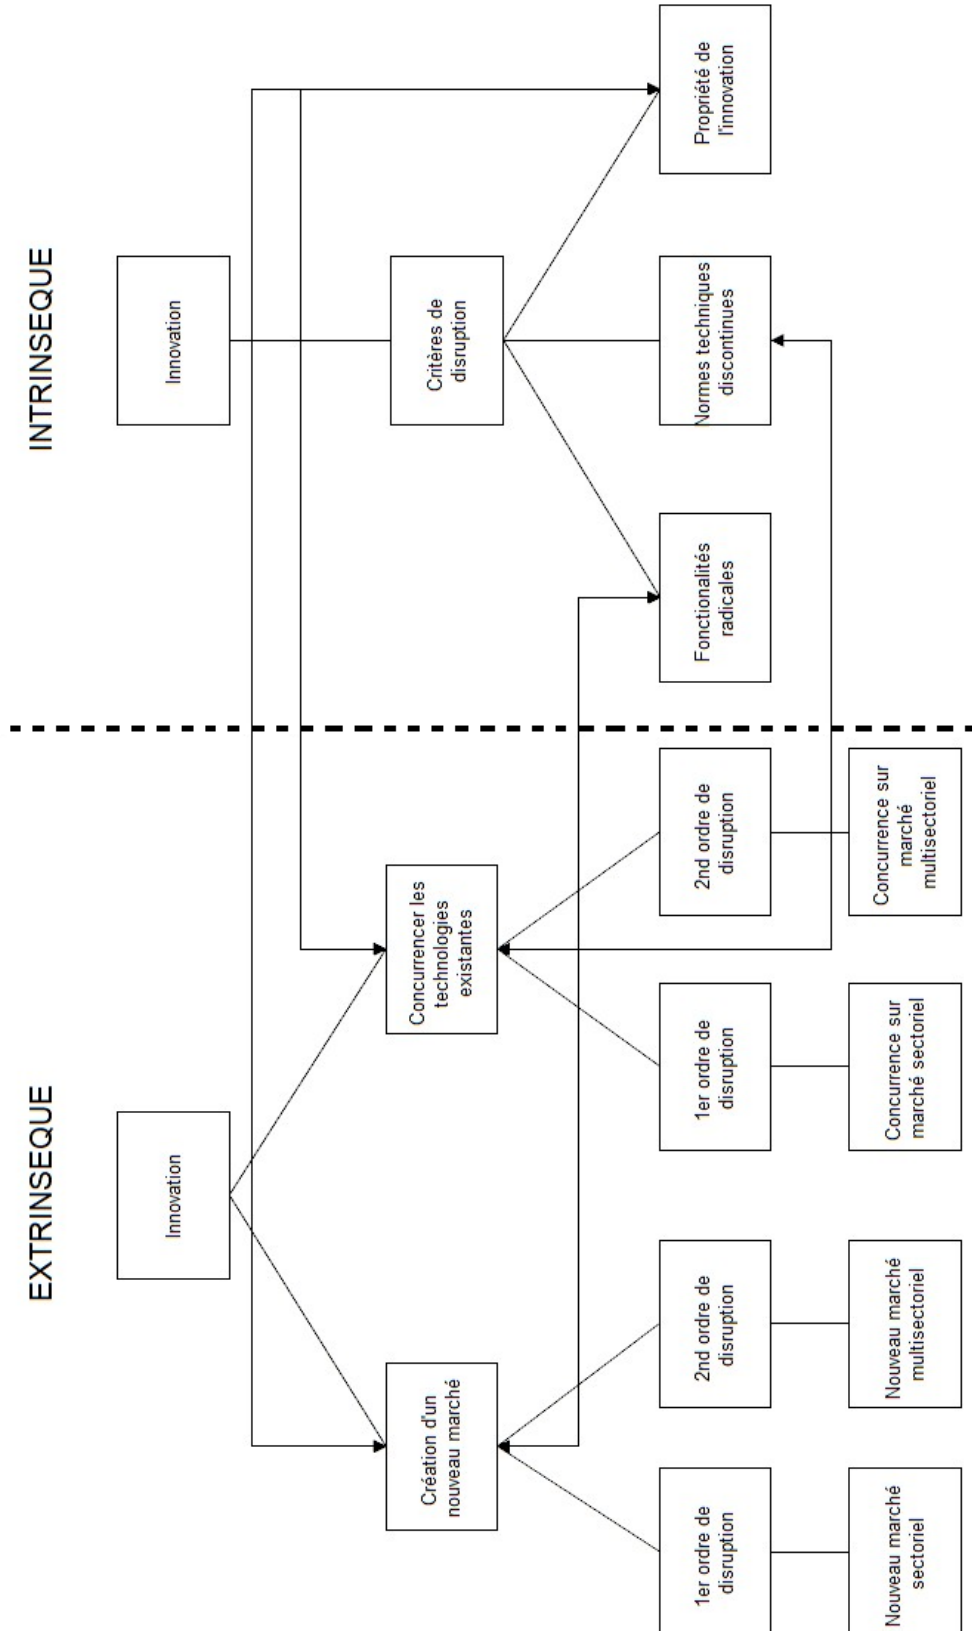 EXTRINSEQUE
INTRINSEQUE
Innovation
Innovation
Création d'un
nouveau marché
Concurrencer les
technologies
existantes
Critères de
disruption
1er ordre de
disruption
2nd ordre de
disruption
1er ordre de
disruption
2nd ordre de
disruption
Fonctionalités
radicales
Normes techniques
discontinues
Propriété de
l'innovation
Nouveau marché
sectoriel
Nouveau marché
multisectoriel
Concurrence sur
marché sectoriel
Concurrence sur
marché
multisectoriel